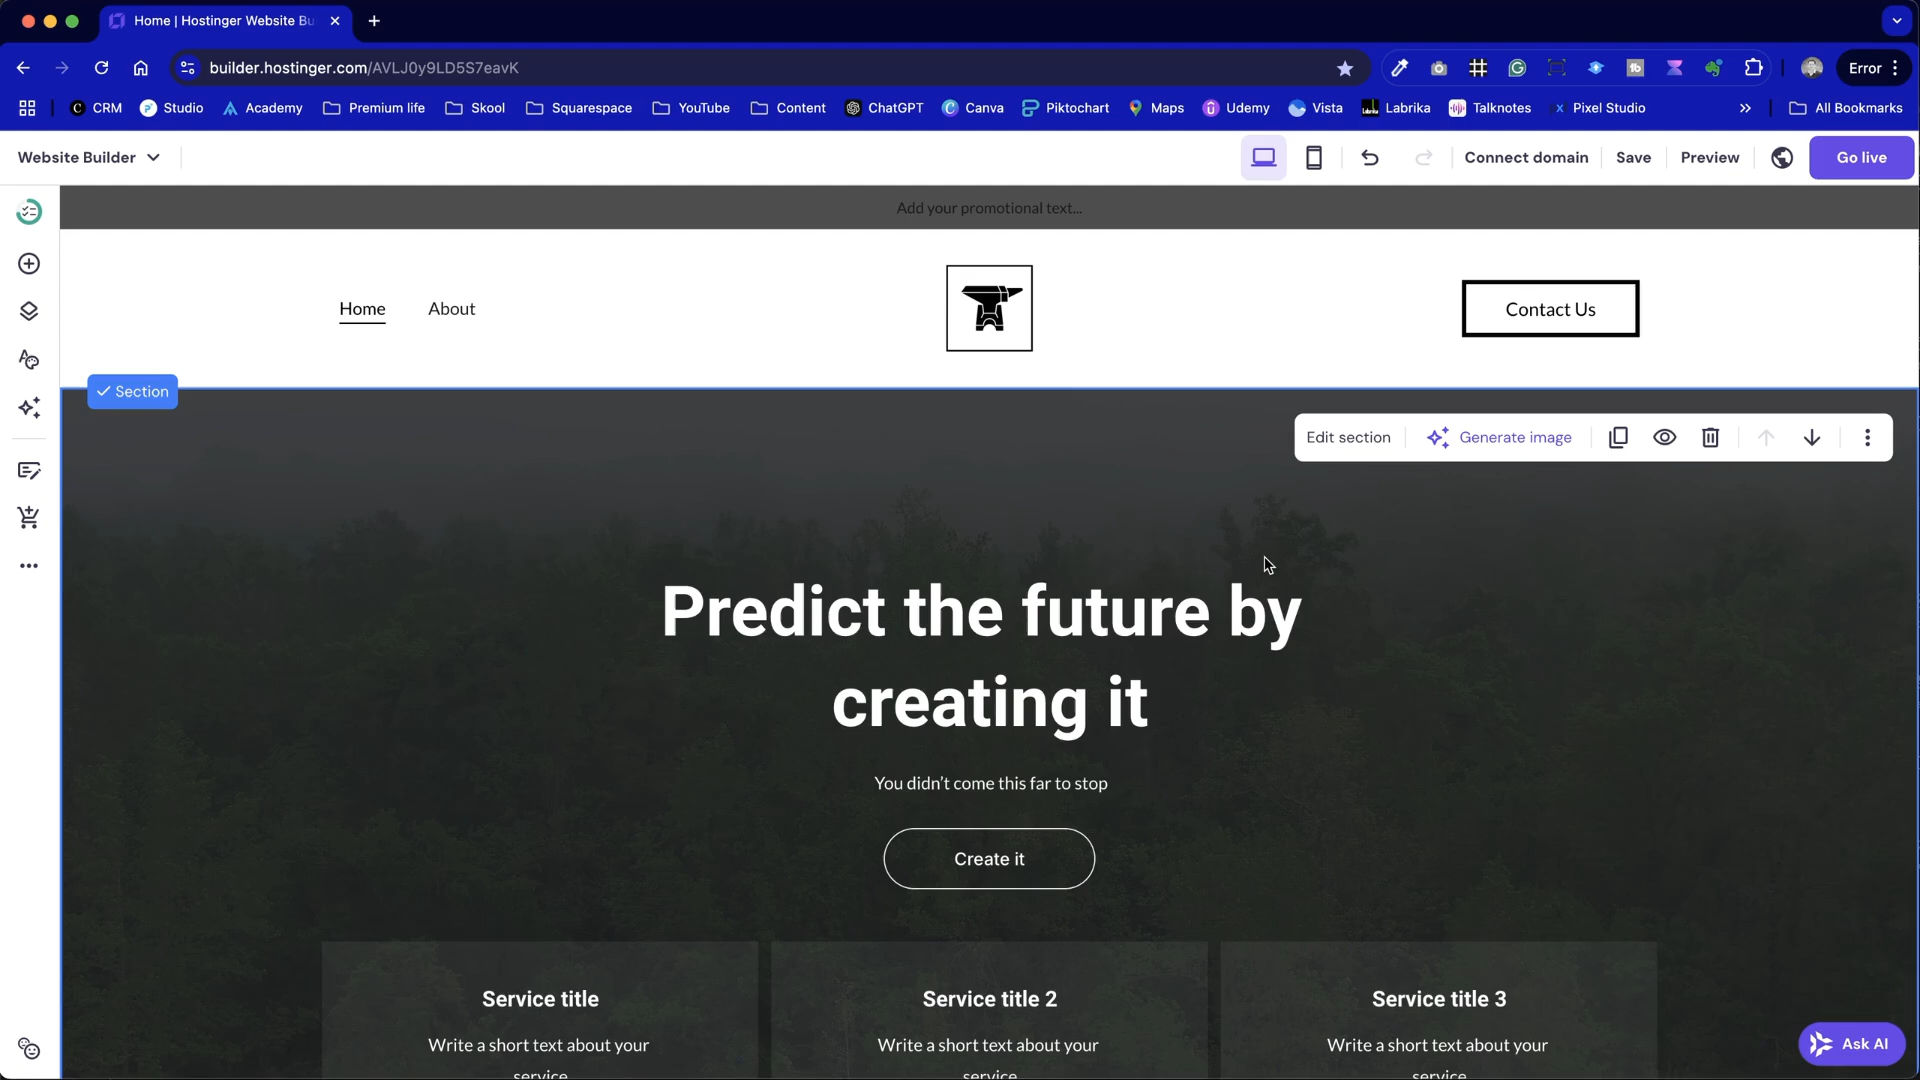 Home | Hostinger Website Bu
builder.hostinger.com/AVLJ0y9LD5S7eavK
Error
CRM
Studio
Academy
Premium life
Skool
Squarespace
YouTube
Content
ChatGPT
Canva
Piktochart
Maps
Udemy
Vista
Labrika
Talknotes
Pixel Studio
All Bookmarks
Website Builder
Connect domain
Save
Preview
Go live
Add your promotional text...
Home
About
Contact Us
Section
Edit section
Generate image
Predict the future by
creating it
You didn’t come this far to stop
Create it
Service title
Service title 2
Service title 3
Write a short text about your
Write a short text about your
Write a short text about your
service
service
service
Ask AI